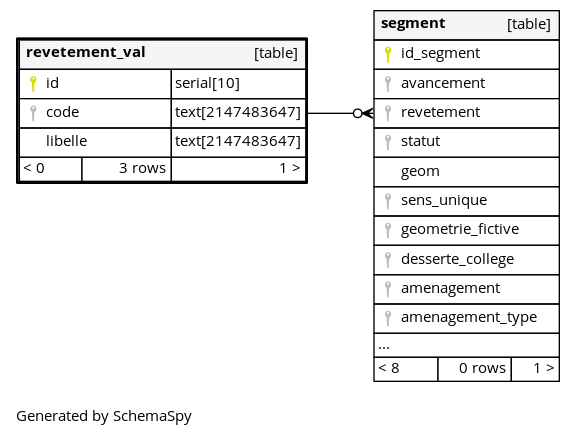 revetement_val [table]
id serial[10]
code text[2147483647]
libelle text[2147483647]
< 0 3 rows 1 >
segment [table]
id_segment
avancement
revetement
statut
geom
sens_unique
geometrie_fictive
desserte_college
amenagement
amenagement_type
...
< 8 0 rows 1 >
Generated by SchemaSpy